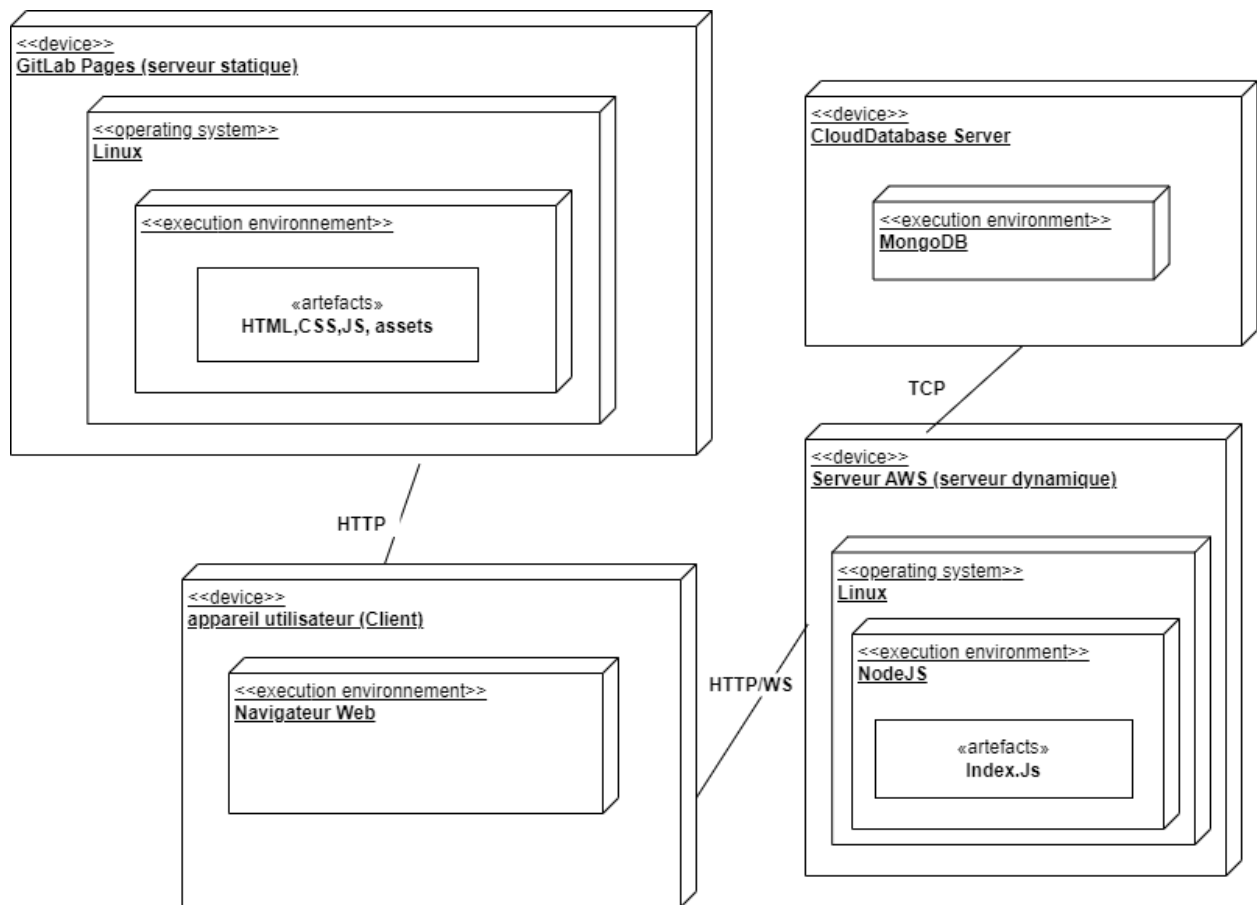 <<device>>
GitLab Pages (serveur statique)
<<operating system>>
Linux
<<execution environnement>>
«artefacts»
HTML,CSS,JS, assets
<<device>>
CloudDatabase Server
<<execution environment>>
MongoDB
TCP
HTTP
<<device>>
Serveur AWS (serveur dynamique)
<<operating system>>
Linux
<<execution environment>>
NodeJS
«artefacts»
Index.Js
<<device>>
appareil utilisateur (Client)
<<execution environnement>>
Navigateur Web
HTTP/WS